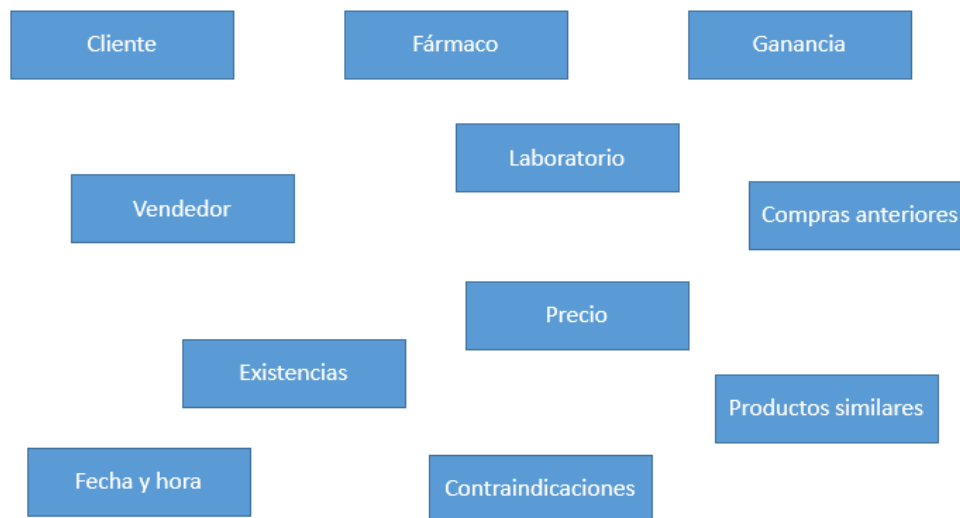 Cliente
Fármaco
Ganancia
Laboratorio
Vendedor
Compras anteriores
Precio
Existencias
Productos similares
Fecha y hora
Contraindicaciones